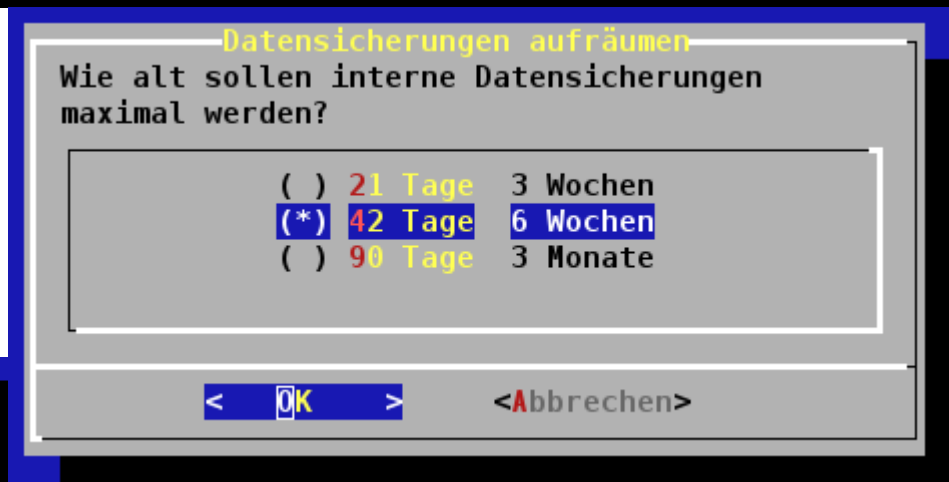 Datensicherungen aufräumen
Wie alt sollen interne Datensicherungen
maximal werden?
( ) 21 Tage 3 Wochen
(*) 42 Tage 6 Wochen
( ) 90 Tage 3 Monate
< OK > <Abbrechen>